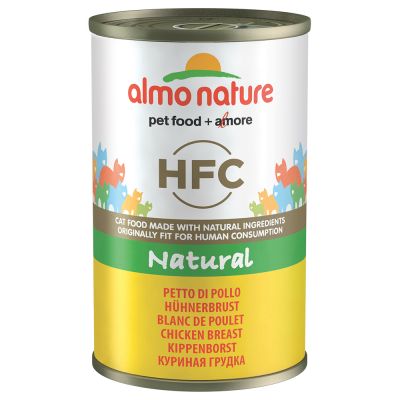 almo nature
pet food + almore
HFC
CAT FOOD MADE WITH NATURAL INGREDIENTS
ORIGINALLY FIT FOR HUMAN CONSUMPTION
Natural
PETTO DI POLLO
HÜHNERBRUST
BLANC DE POULET
CHICKEN BREAST
KIPPENBORST
КУРИНАЯ ГРУДКА